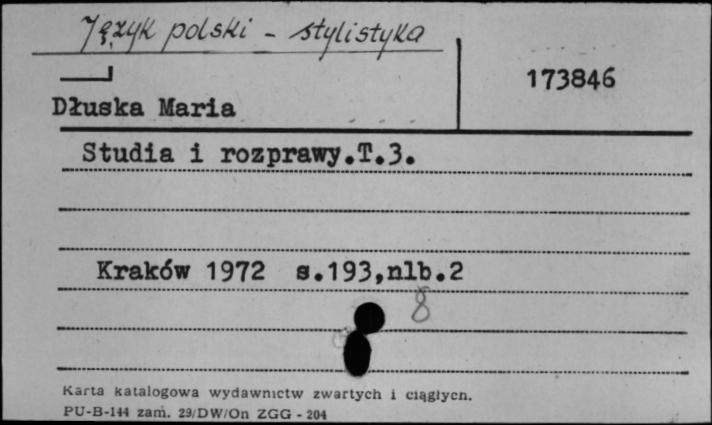 Język polski - stylistyka
173846
Dłuska Maria
Studia i rozprawy.T.3.
Kraków 1972 s.193,nlb.2
8
Karta katalogowa wydawnictw zwartych i ciągłych.
PU-B-144 zam. 29/DW/On ZGG - 204